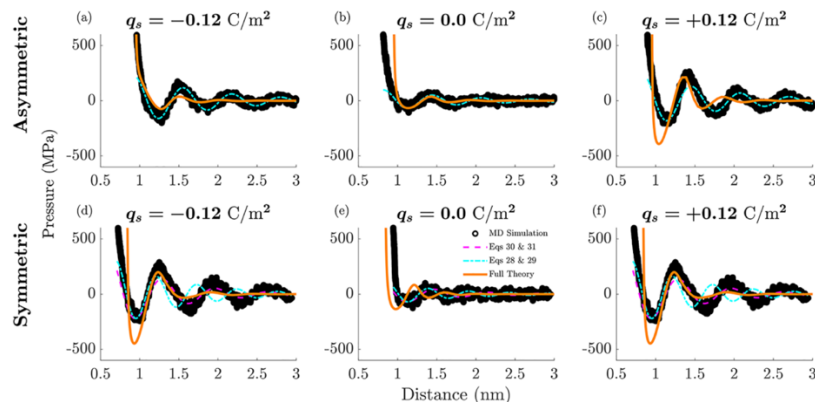 Asymmetric
Symmetric
Pressure (MPa)
(a) q_s = −0.12 C/m²
(b) q_s = 0.0 C/m²
(c) q_s = +0.12 C/m²
500
0
-500
0.5 1 1.5 2 2.5 3
500
0
-500
0.5 1 1.5 2 2.5 3
500
0
-500
0.5 1 1.5 2 2.5 3
(d) q_s = −0.12 C/m²
(e) q_s = 0.0 C/m²
(f) q_s = +0.12 C/m²
MD Simulation
Eqs 30 & 31
Eqs 28 & 29
Full Theory
500
0
-500
0.5 1 1.5 2 2.5 3
500
0
-500
0.5 1 1.5 2 2.5 3
500
0
-500
0.5 1 1.5 2 2.5 3
Distance (nm)